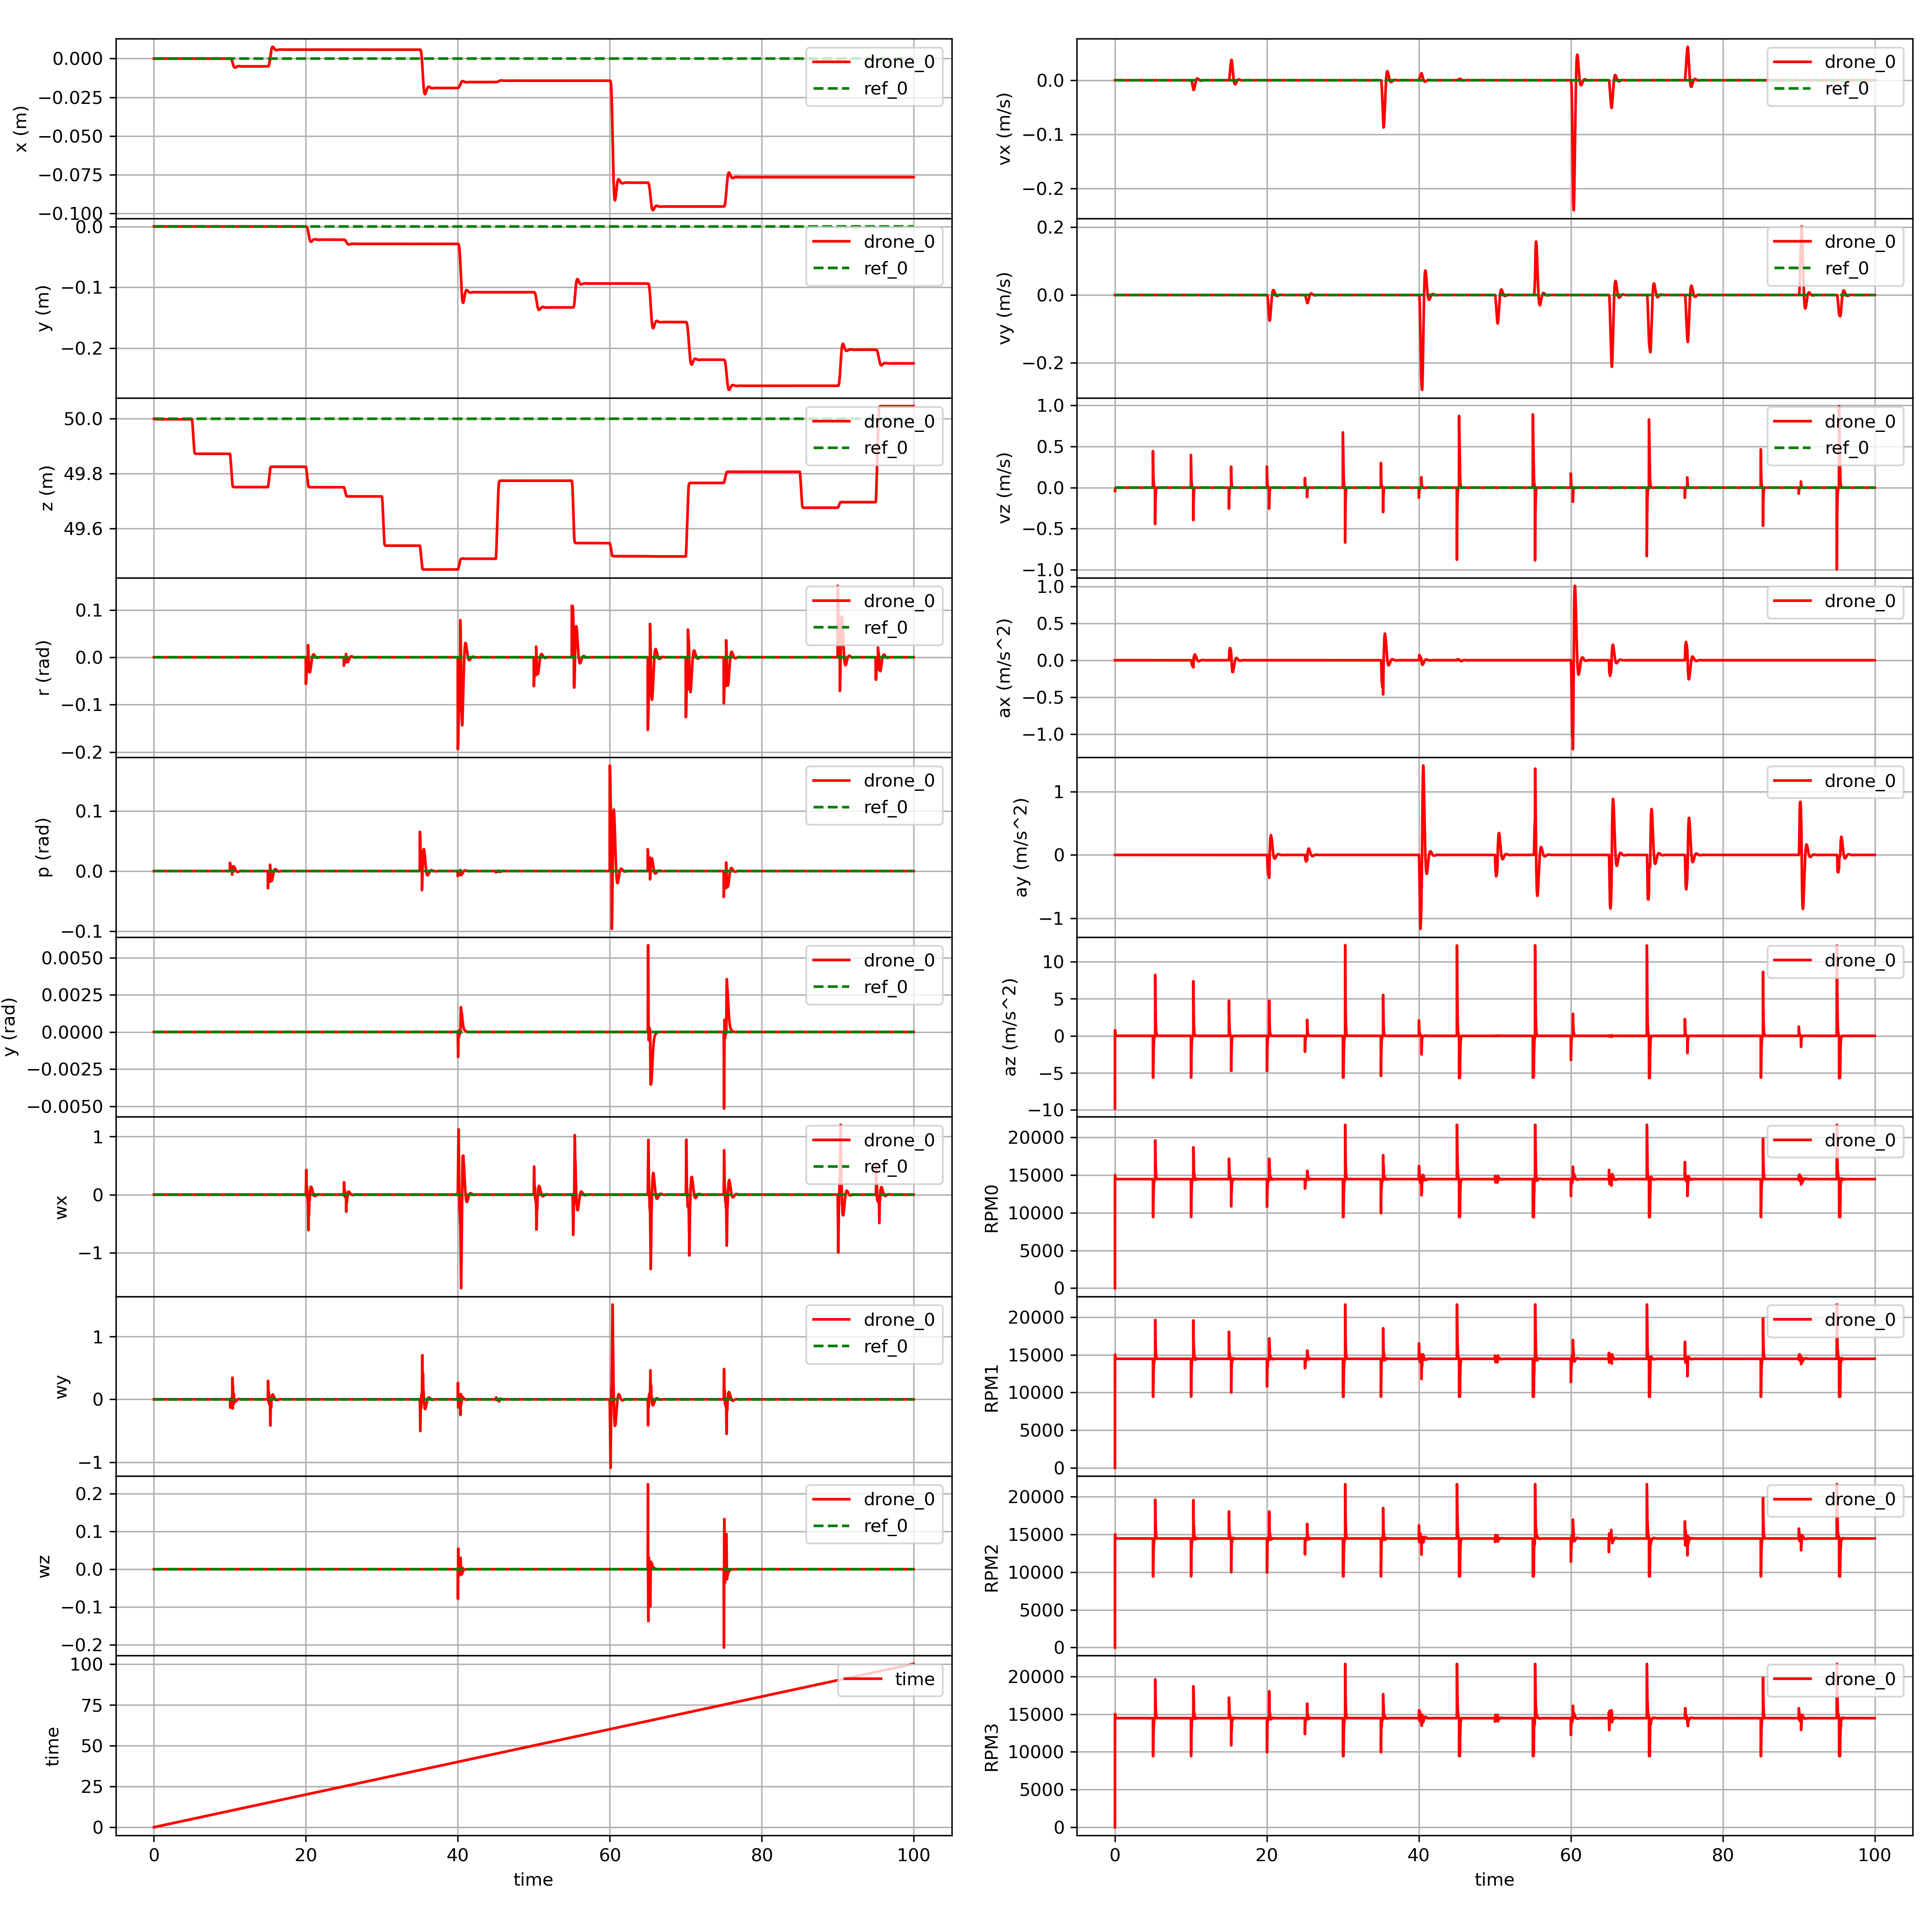 x (m)
0.000
−0.025
−0.050
−0.075
−0.100
drone_0
ref_0
y (m)
0.0
−0.1
−0.2
drone_0
ref_0
z (m)
50.0
49.8
49.6
drone_0
ref_0
r (rad)
0.1
0.0
−0.1
−0.2
drone_0
ref_0
p (rad)
0.1
0.0
−0.1
drone_0
ref_0
y (rad)
0.0050
0.0025
0.0000
−0.0025
−0.0050
drone_0
ref_0
wx
1
0
−1
drone_0
ref_0
wy
1
0
−1
drone_0
ref_0
wz
0.2
0.1
0.0
−0.1
−0.2
drone_0
ref_0
time
100
75
50
25
0
time
0 20 40 60 80 100
time
vx (m/s)
0.0
−0.1
−0.2
drone_0
ref_0
vy (m/s)
0.2
0.0
−0.2
drone_0
ref_0
vz (m/s)
1.0
0.5
0.0
−0.5
−1.0
drone_0
ref_0
ax (m/s^2)
1.0
0.5
0.0
−0.5
−1.0
drone_0
ay (m/s^2)
1
0
−1
drone_0
az (m/s^2)
10
5
0
−5
−10
drone_0
RPM0
20000
15000
10000
5000
0
drone_0
RPM1
20000
15000
10000
5000
0
drone_0
RPM2
20000
15000
10000
5000
0
drone_0
RPM3
20000
15000
10000
5000
0
drone_0
0 20 40 60 80 100
time